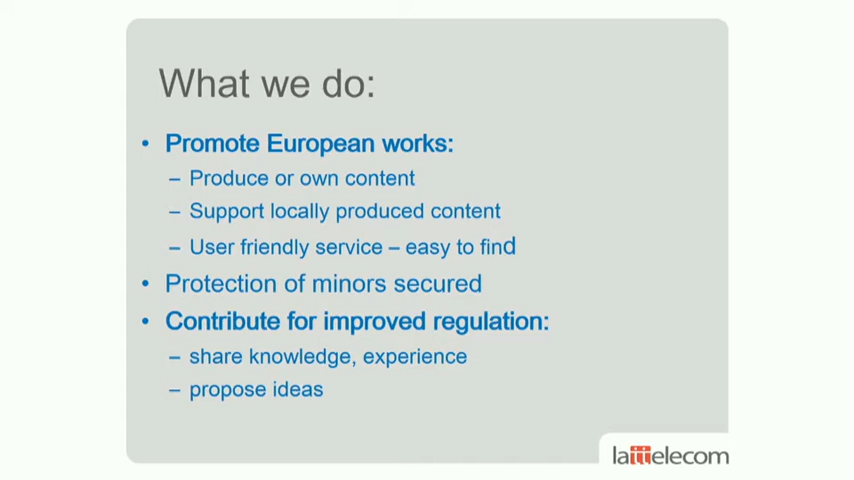 What we do:
• Promote European works:
– Produce or own content
– Support locally produced content
– User friendly service – easy to find
• Protection of minors secured
• Contribute for improved regulation:
– share knowledge, experience
– propose ideas
lattelecom